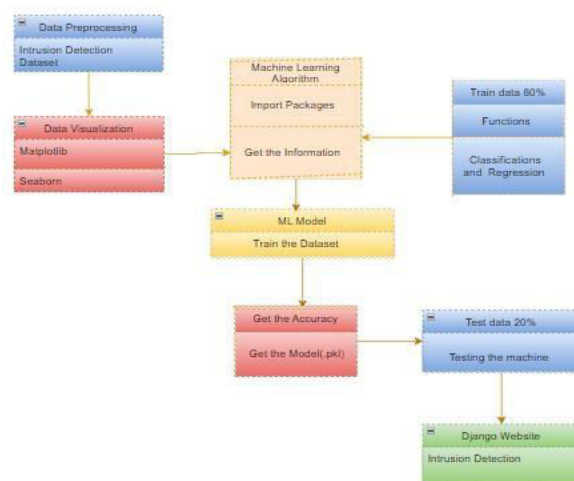 Data Preprocessing
Intrusion Detection
Dataset
Data Visualization
Matplotlib
Seaborn
Machine Learning
Algorithm
Import Packages
Get the Information
Train data 80%
Functions
Classifications
and Regression
ML Model
Train the Dataset
Get the Accuracy
Get the Model(.pkl)
Test data 20%
Testing the machine
Django Website
Intrusion Detection